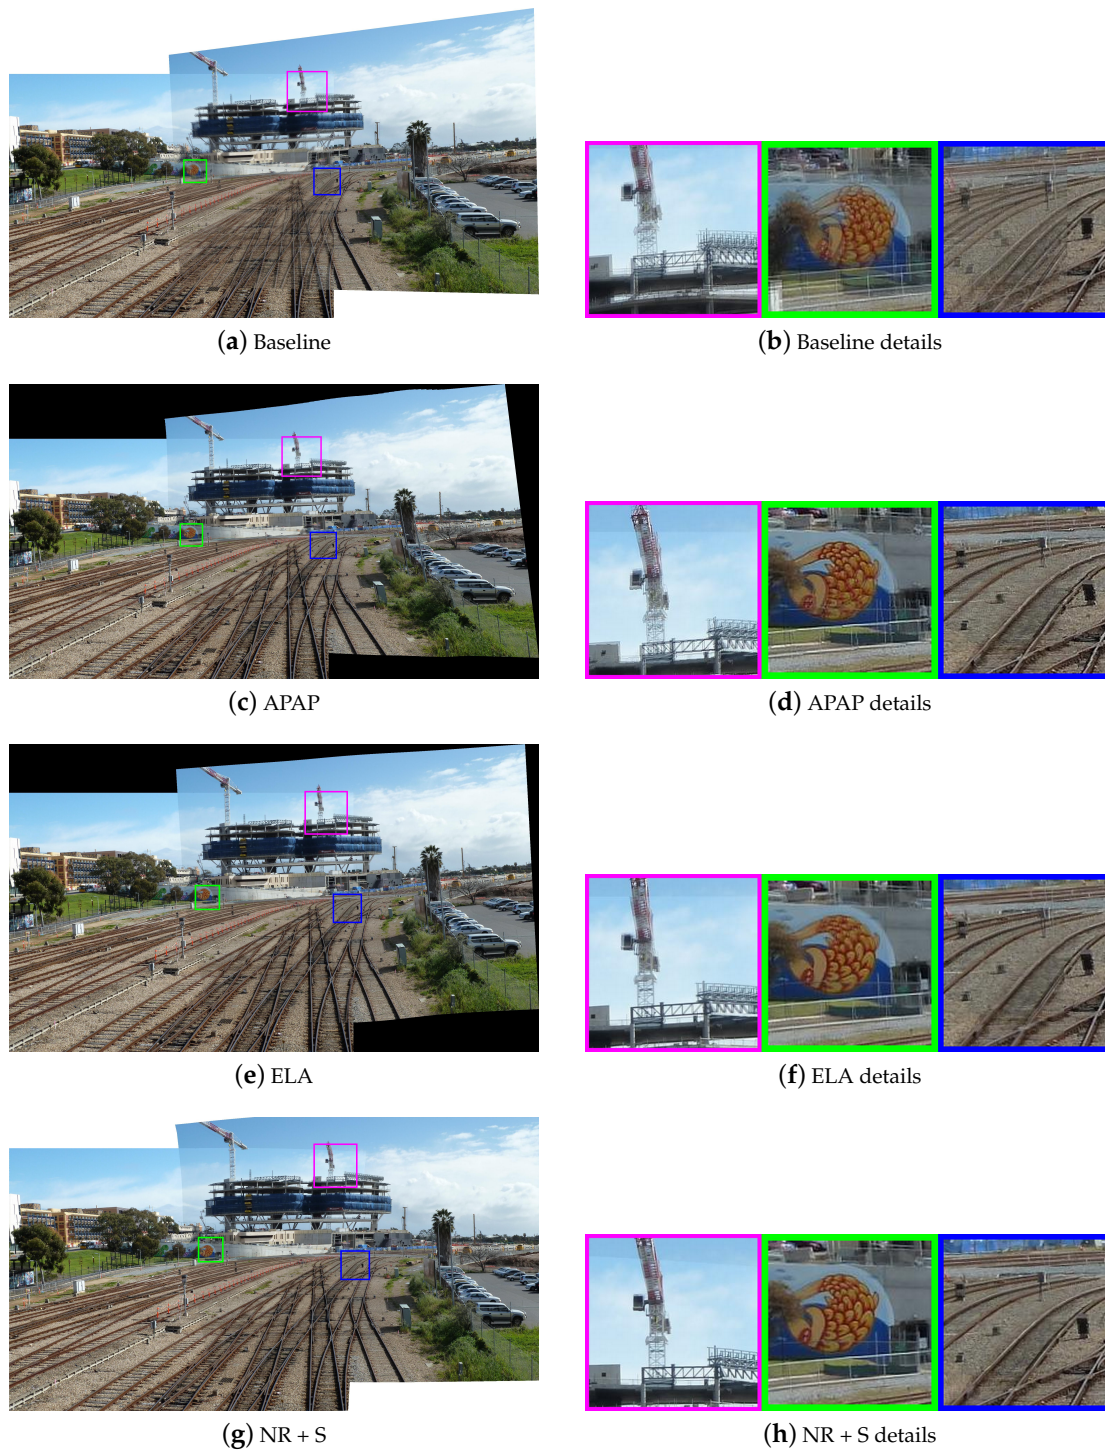 (a) Baseline
(b) Baseline details
(c) APAP
(d) APAP details
(e) ELA
(f) ELA details
(g) NR + S
(h) NR + S details